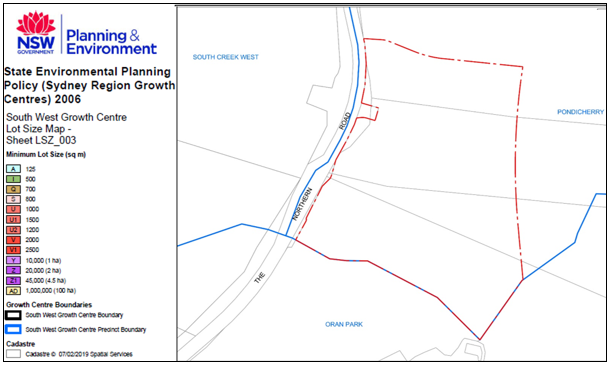 NSW
GOVERNMENT
Planning &
Environment
State Environmental Planning
Policy (Sydney Region Growth
Centres) 2006
South West Growth Centre
Lot Size Map -
Sheet LSZ_003
Minimum Lot Size (sq m)
A 125
I 500
Q 700
S 800
U 1000
U1 1500
U2 1200
V 2000
V1 2500
Y 10,000 (1 ha)
Z 20,000 (2 ha)
Z1 45,000 (4.5 ha)
AD 1,000,000 (100 ha)
Growth Centre Boundaries
South West Growth Centre Boundary
South West Growth Centre Precinct Boundary
Cadastre
Cadastre © 07/02/2019 Spatial Services
SOUTH CREEK WEST
PONDICHERRY
ROAD
NORTHERN
THE
ORAN PARK